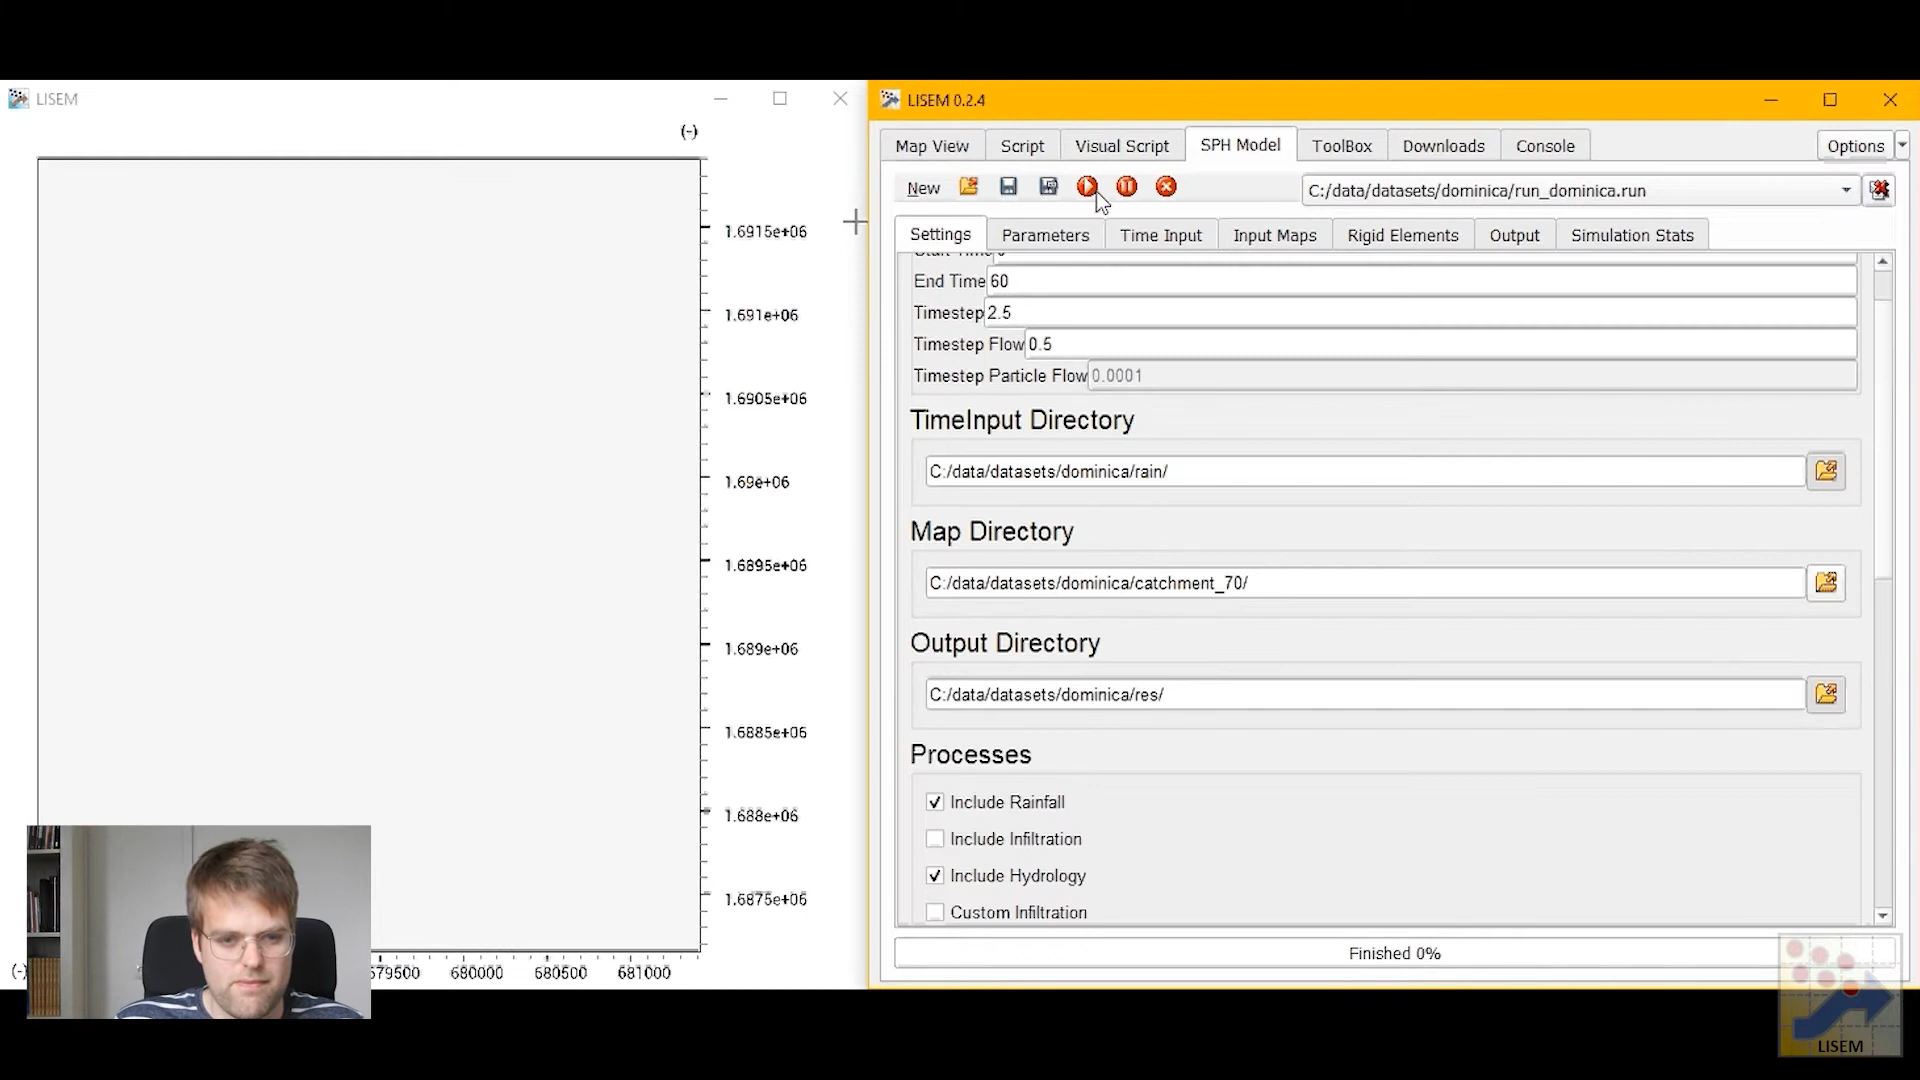 LISEM
(-)
1.6915e+06
1.691e+06
1.6905e+06
1.69e+06
1.6895e+06
1.689e+06
1.6885e+06
1.688e+06
1.6875e+06
(-)
679500 680000 680500 681000
LISEM 0.2.4
Map View Script Visual Script SPH Model ToolBox Downloads Console Options
New C:/data/datasets/dominica/run_dominica.run
Settings Parameters Time Input Input Maps Rigid Elements Output Simulation Stats
Start Time
End Time 60
Timestep 2.5
Timestep Flow 0.5
Timestep Particle Flow 0.0001
TimeInput Directory
C:/data/datasets/dominica/rain/
Map Directory
C:/data/datasets/dominica/catchment_70/
Output Directory
C:/data/datasets/dominica/res/
Processes
Include Rainfall
Include Infiltration
Include Hydrology
Custom Infiltration
Finished 0%
LISEM